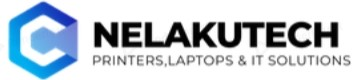 NELAKUTECH
PRINTERS,LAPTOPS & IT SOLUTIONS